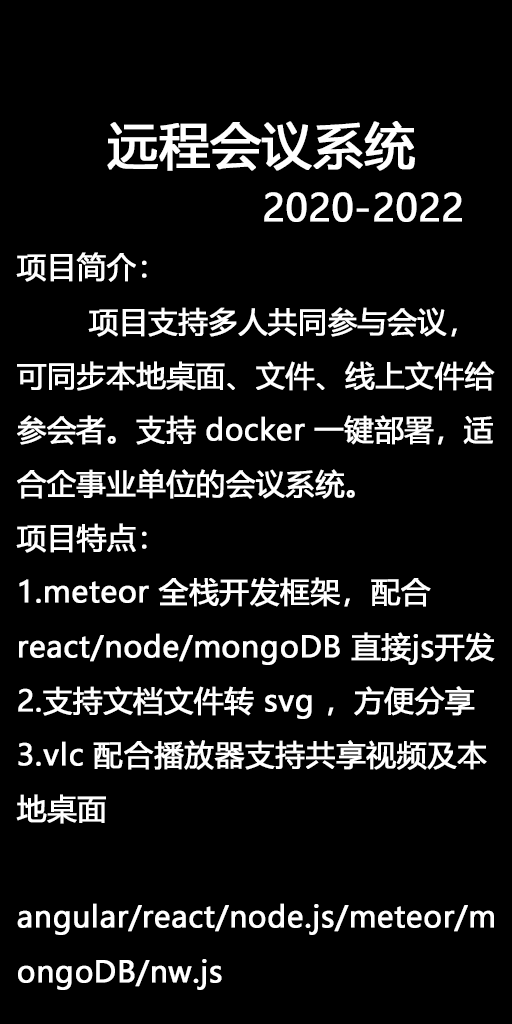 远程会议系统
2020-2022
项目简介：
项目支持多人共同参与会议，
可同步本地桌面、文件、线上文件给
参会者。支持 docker 一键部署，适
合企事业单位的会议系统。
项目特点：
1.meteor 全栈开发框架，配合
react/node/mongoDB 直接js开发
2.支持文档文件转 svg ，方便分享
3.vlc 配合播放器支持共享视频及本
地桌面
angular/react/node.js/meteor/m
ongoDB/nw.js